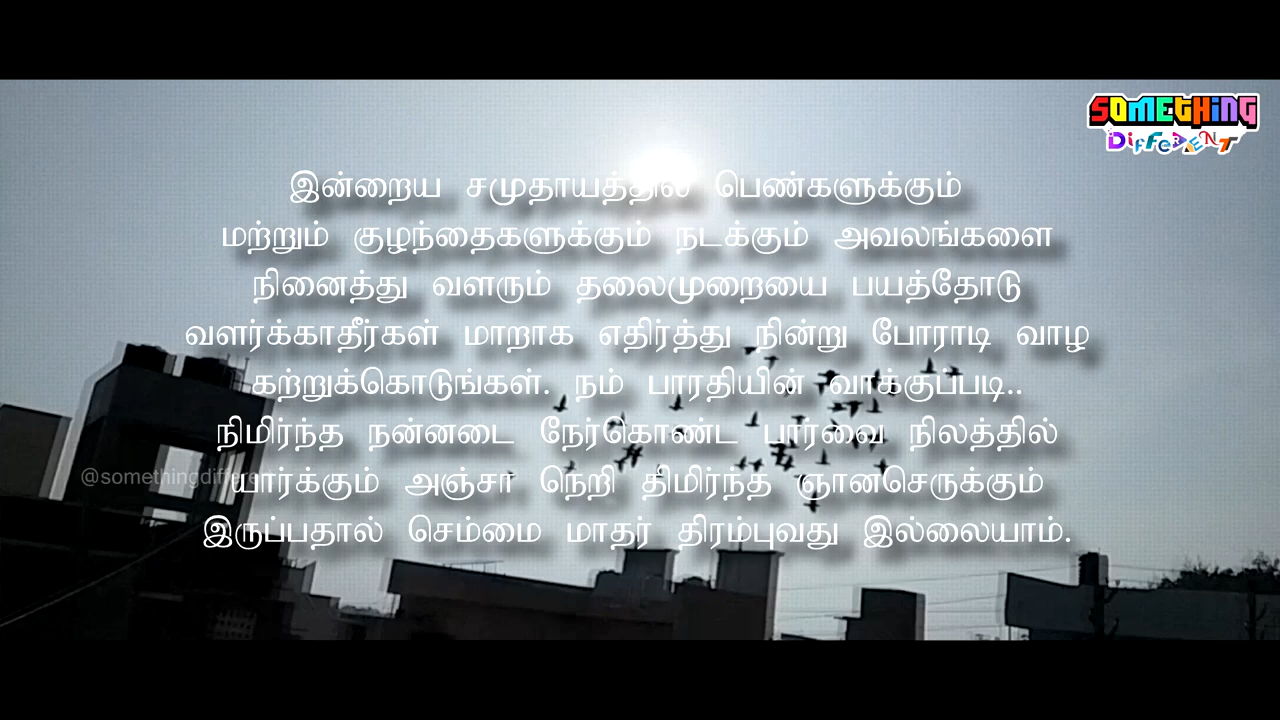 SOMETHING
DiFFERENT
இன்றைய சமுதாயத்தில் பெண்களுக்கும்
மற்றும் குழந்தைகளுக்கும் நடக்கும் அவலங்களை
நினைத்து வளரும் தலைமுறையை பயத்தோடு
வளர்க்காதீர்கள் மாறாக எதிர்த்து நின்று போராடி வாழ
கற்றுக்கொடுங்கள். நம் பாரதியின் வாக்குப்படி..
நிமிர்ந்த நன்னடை நேர்கொண்ட பார்வை நிலத்தில்
@somethingdifferent
யார்க்கும் அஞ்சா நெறி திமிர்ந்த ஞானசெருக்கும்
இருப்பதால் செம்மை மாதர் திரம்புவது இல்லையாம்.